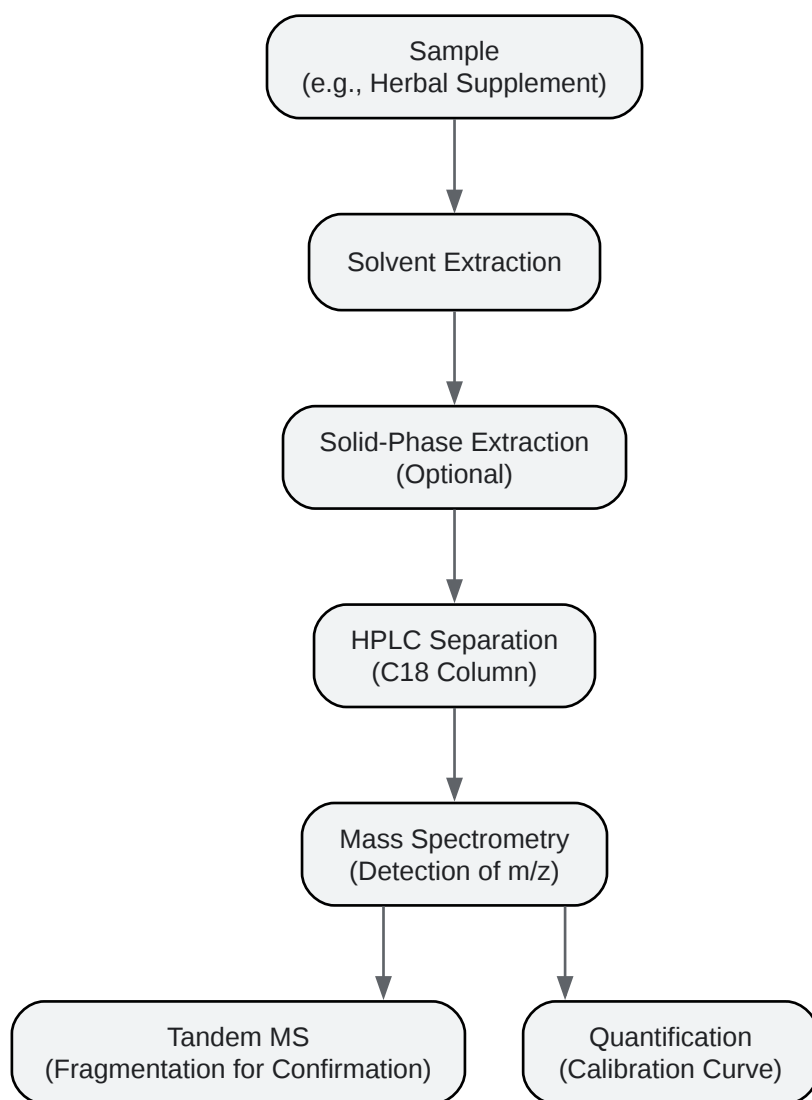 Sample
(e.g., Herbal Supplement)
Solvent Extraction
Solid-Phase Extraction
(Optional)
HPLC Separation
(C18 Column)
Mass Spectrometry
(Detection of m/z)
Tandem MS
(Fragmentation for Confirmation)
Quantification
(Calibration Curve)